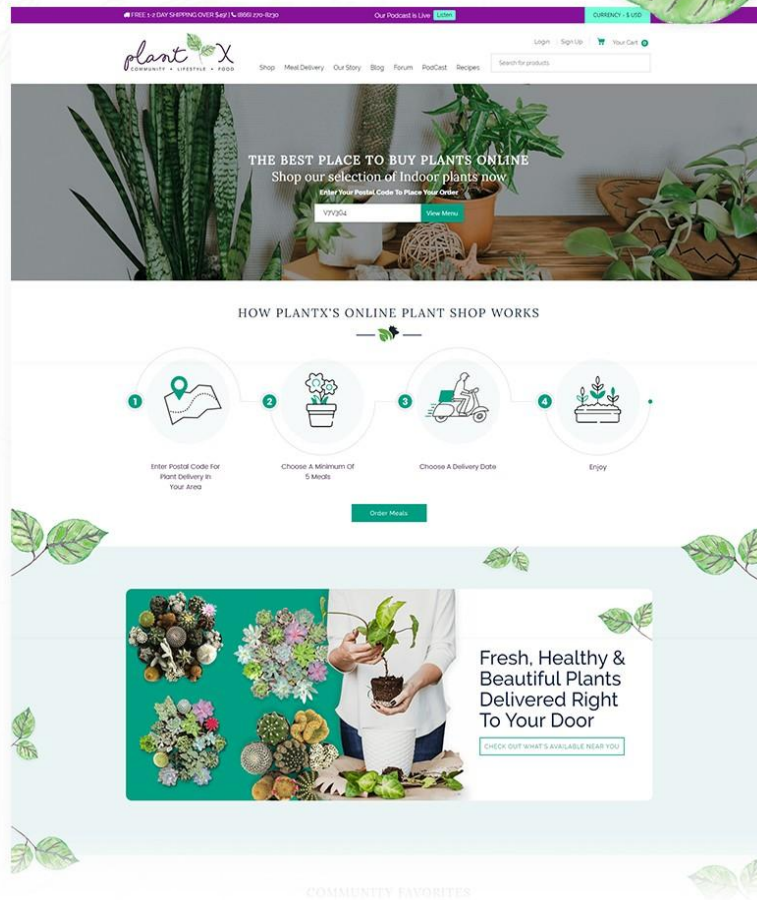 FREE 1-2 DAY SHIPPING OVER $49! | (866) 270-8230
Our Podcast Is Live Listen
CURRENCY - $ USD
plant X
COMMUNITY • LIFESTYLE • FOOD
Login Sign Up Your Cart 0
Shop Meal Delivery Our Story Blog Forum PodCast Recipes
Search for products
THE BEST PLACE TO BUY PLANTS ONLINE
Shop our selection of Indoor plants now
Enter Your Postal Code To Place Your Order
V7V3G4 View Menu
HOW PLANTX'S ONLINE PLANT SHOP WORKS
1
2
3
4
Enter Postal Code For
Plant Delivery In
Your Area
Choose A Minimum Of
5 Meals
Choose A Delivery Date
Enjoy
Order Meals
Fresh, Healthy &
Beautiful Plants
Delivered Right
To Your Door
CHECK OUT WHAT'S AVAILABLE NEAR YOU
COMMUNITY FAVORITES